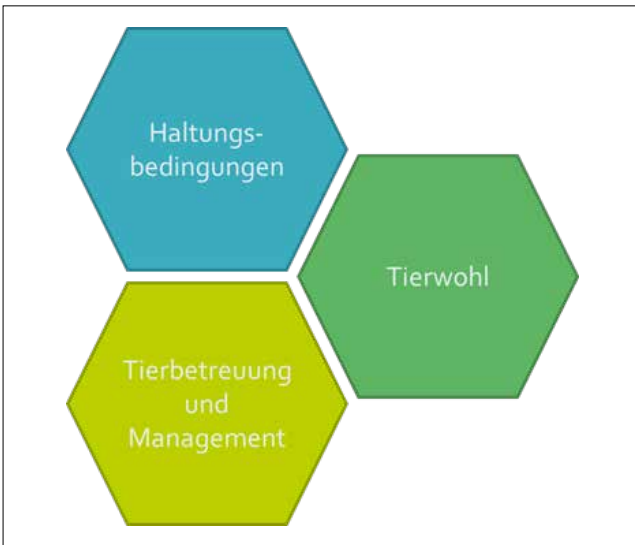 Haltungs-
bedingungen
Tierwohl
Tierbetreuung
und
Management